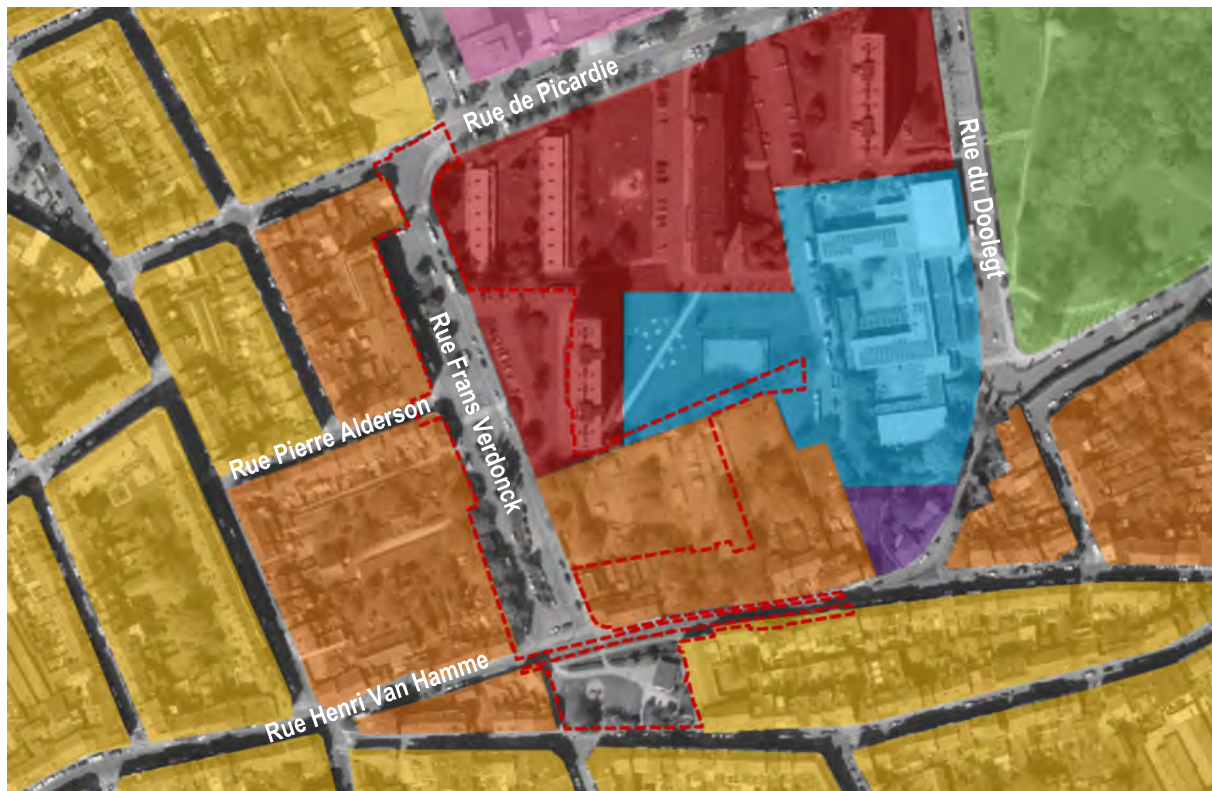 Rue de Picardie
Rue du Doolegt
Rue Frans Verdonck
Rue Pierre Alderson
Rue Henri Van Hamme